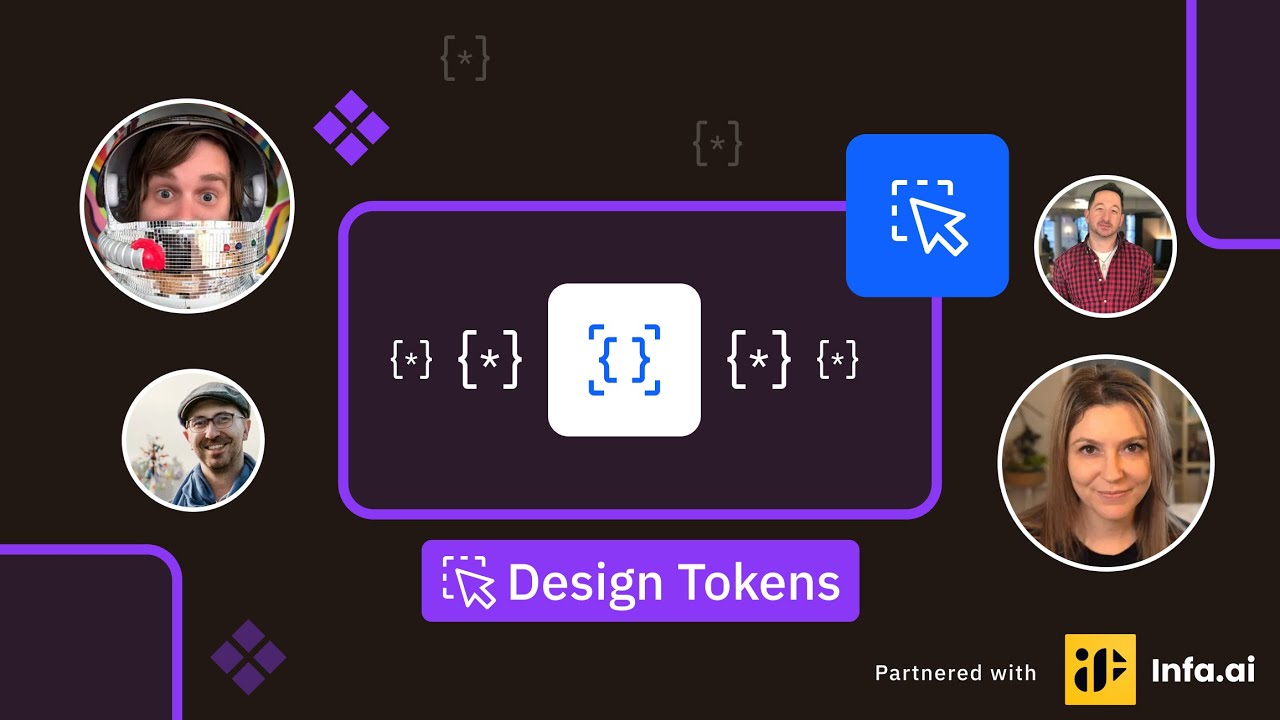 {*}
{*}
{*} {*} { } {*} {*}
Design Tokens
Partnered with
Infa.ai